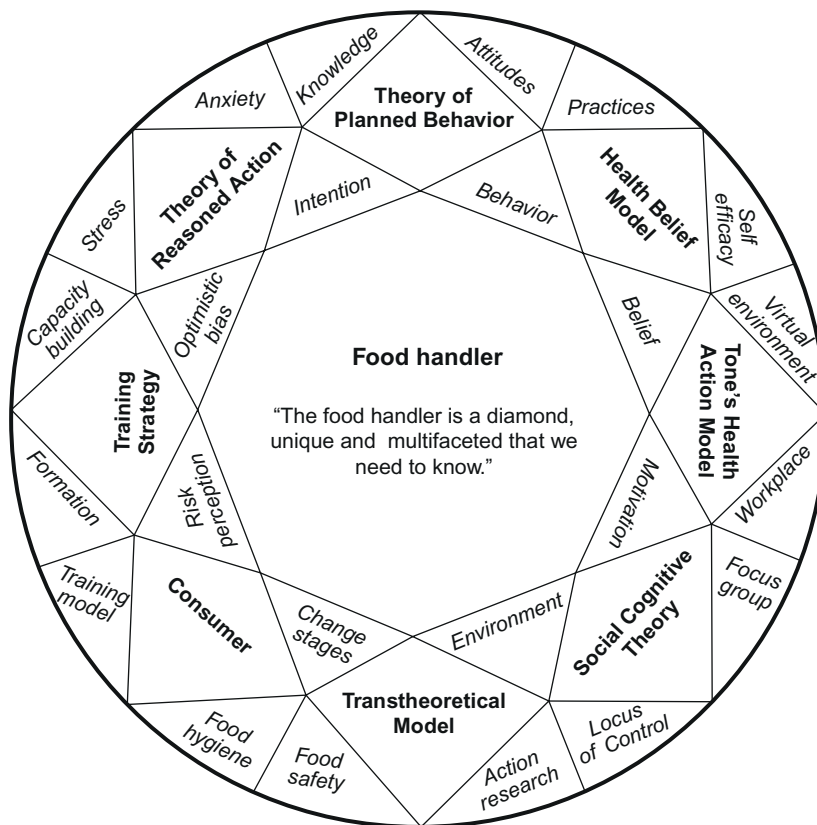 Knowledge
Attitudes
Anxiety
Practices
Theory of
Planned Behavior
Theory of
Reasoned Action
Health Belief
Model
Stress
Intention
Behavior
Self
efficacy
Capacity
building
Optimistic
bias
Belief
Virtual
environment
Training
Strategy
Food handler
“The food handler is a diamond,
unique and multifaceted that we
need to know.”
Tone’s Health
Action Model
Formation
Risk
perception
Motivation
Workplace
Training
model
Consumer
Change
stages
Environment
Social Cognitive
Theory
Focus
group
Transtheoretical
Model
Food
hygiene
Food
safety
Action
research
Locus
of Control